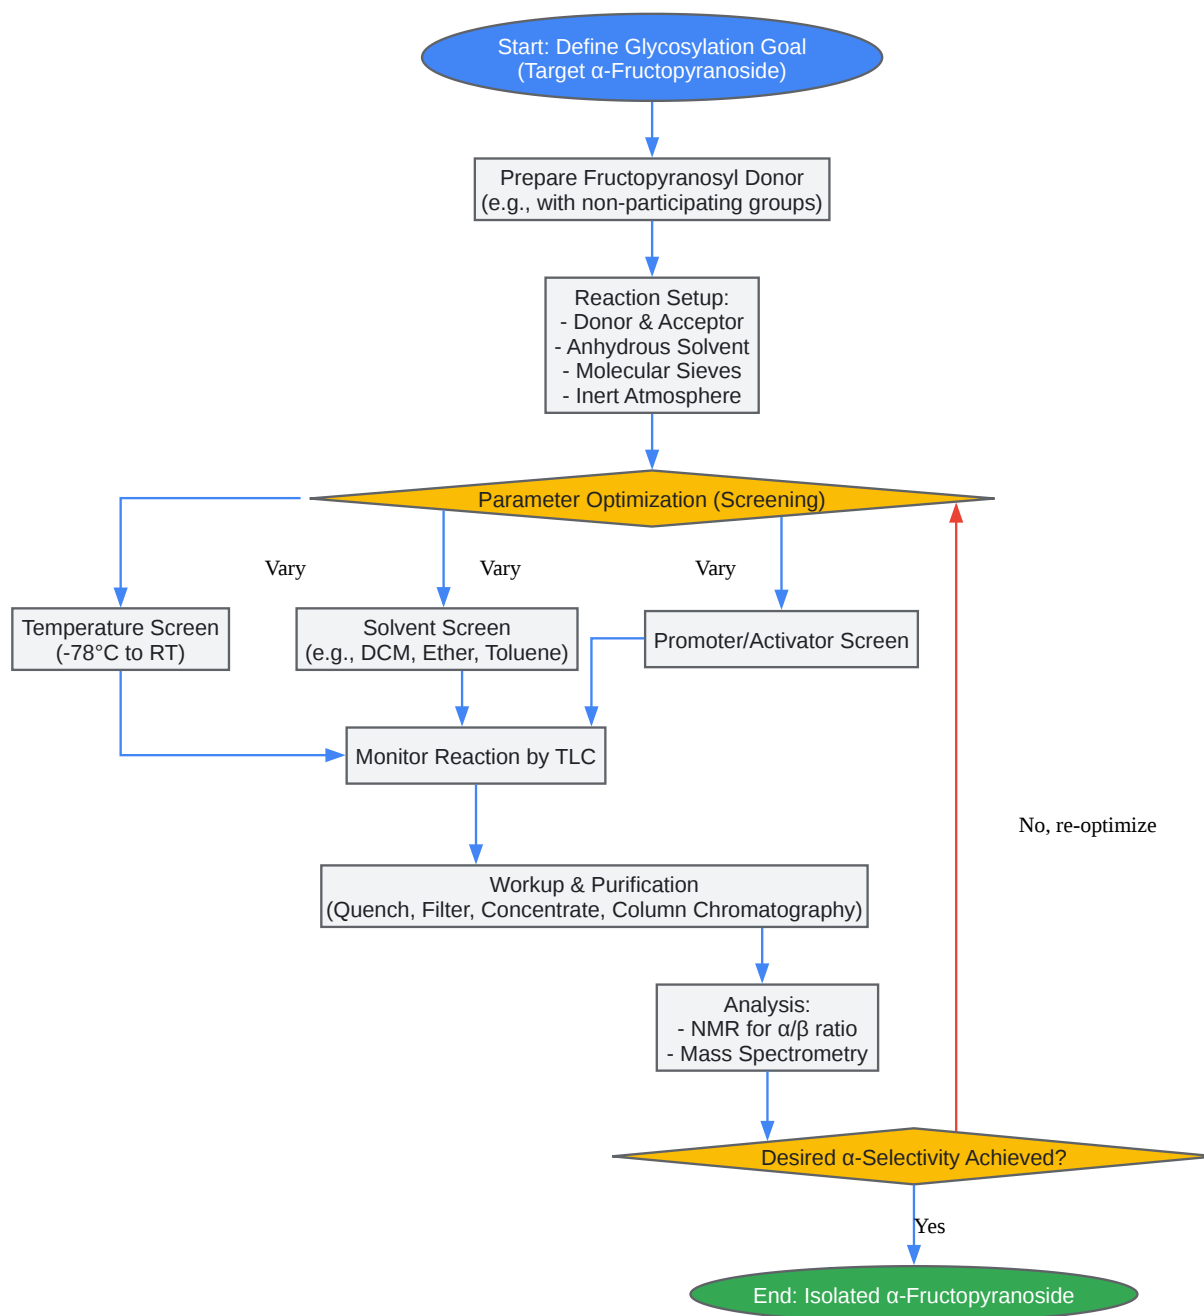 Start: Define Glycosylation Goal
(Target α-Fructopyranoside)
Prepare Fructopyranosyl Donor
(e.g., with non-participating groups)
Reaction Setup:
- Donor & Acceptor
- Anhydrous Solvent
- Molecular Sieves
- Inert Atmosphere
Parameter Optimization (Screening)
Vary
Vary
Vary
Temperature Screen
(-78°C to RT)
Solvent Screen
(e.g., DCM, Ether, Toluene)
Promoter/Activator Screen
Monitor Reaction by TLC
No, re-optimize
Workup & Purification
(Quench, Filter, Concentrate, Column Chromatography)
Analysis:
- NMR for α/β ratio
- Mass Spectrometry
Desired α-Selectivity Achieved?
Yes
End: Isolated α-Fructopyranoside